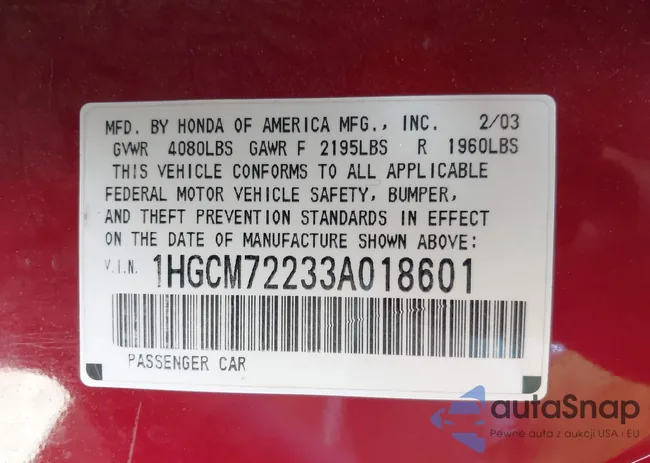 MFD. BY HONDA OF AMERICA MFG., INC. 2/03
GVWR 4080LBS GAWR F 2195LBS R 1960LBS
THIS VEHICLE CONFORMS TO ALL APPLICABLE
FEDERAL MOTOR VEHICLE SAFETY, BUMPER,
AND THEFT PREVENTION STANDARDS IN EFFECT
ON THE DATE OF MANUFACTURE SHOWN ABOVE:
V.I.N. 1HGCM72233A018601
PASSENGER CAR
autaSnap
Pewne auta z aukcji USA i EU